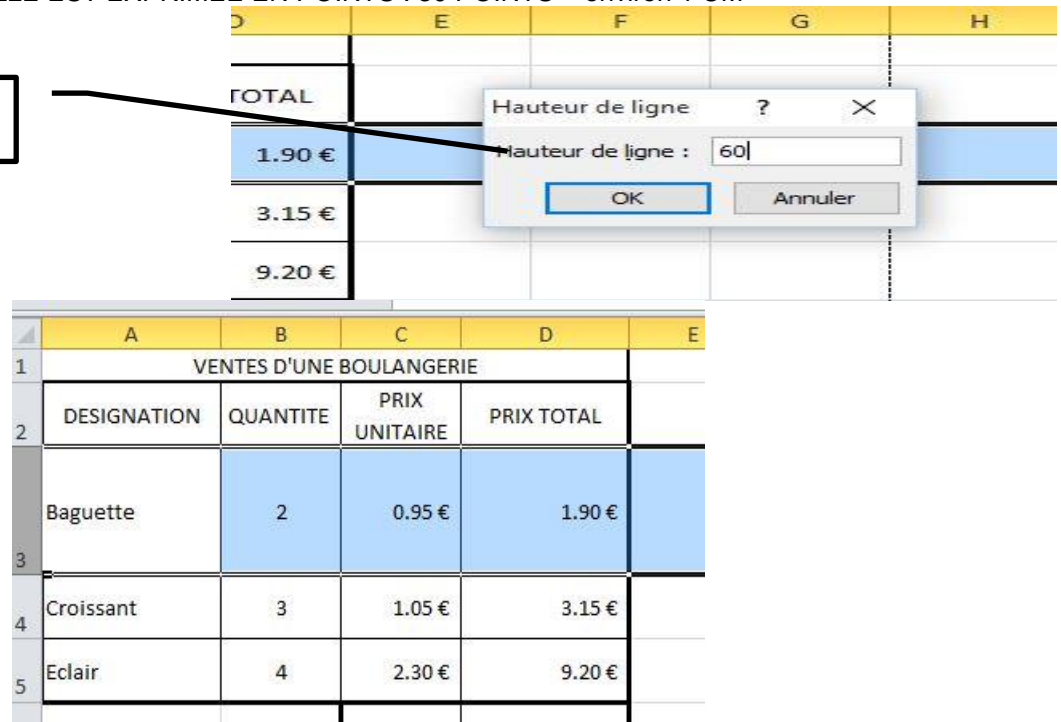 D E F G H
TOTAL
Hauteur de ligne ? ×
1.90 € Hauteur de ligne : 60
OK Annuler
3.15 €
9.20 €
A B C D E
1 VENTES D'UNE BOULANGERIE
2 DESIGNATION QUANTITE PRIX UNITAIRE PRIX TOTAL
3 Baguette 2 0.95 € 1.90 €
4 Croissant 3 1.05 € 3.15 €
5 Eclair 4 2.30 € 9.20 €